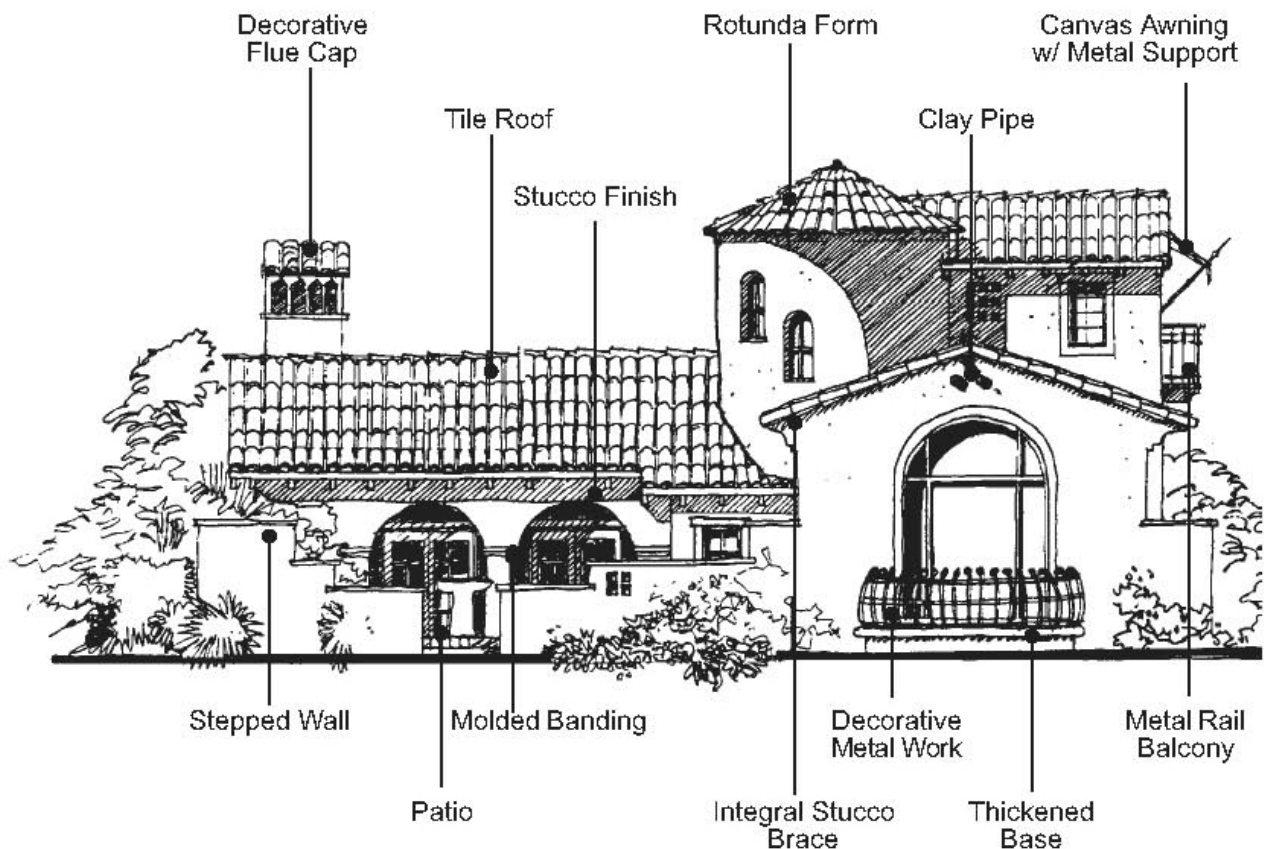 Decorative
Flue Cap
Rotunda Form
Canvas Awning
w/ Metal Support
Tile Roof
Clay Pipe
Stucco Finish
Stepped Wall
Molded Banding
Decorative
Metal Work
Metal Rail
Balcony
Patio
Integral Stucco
Brace
Thickened
Base